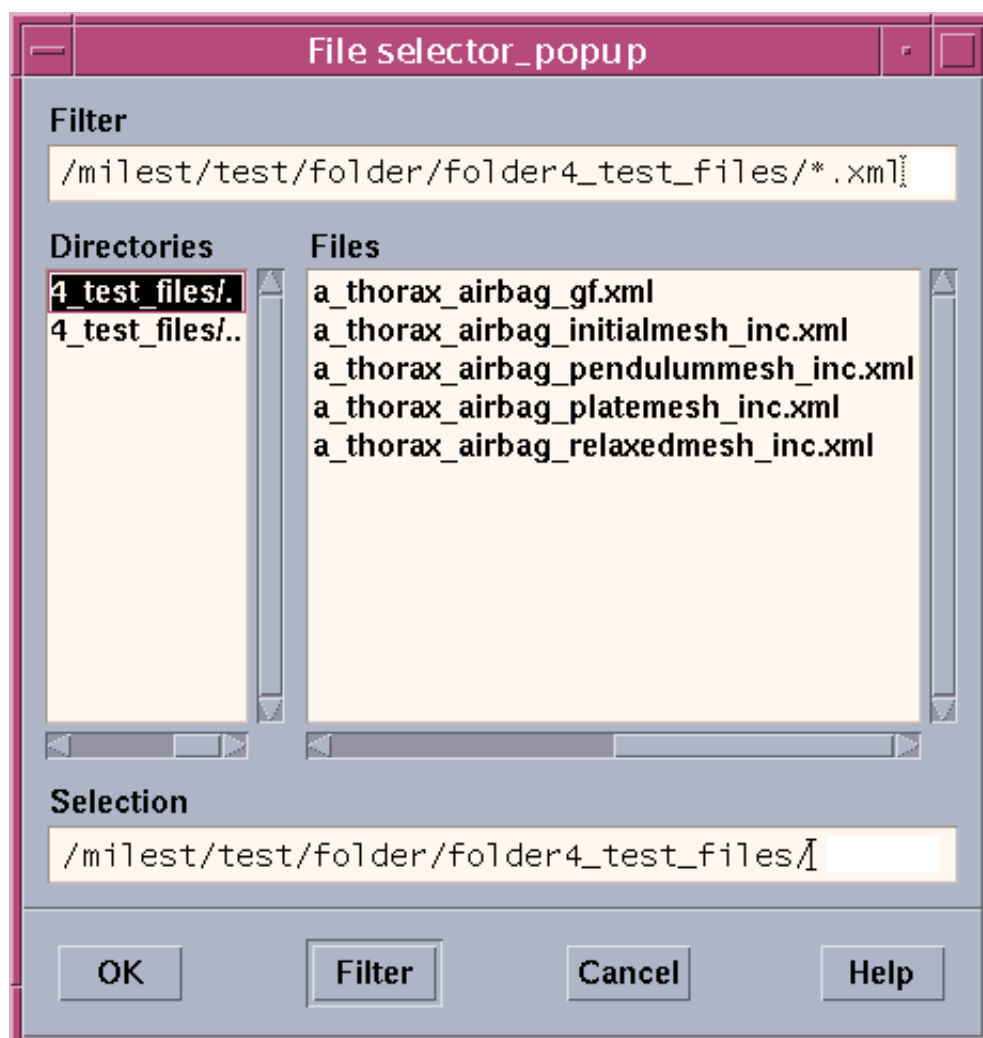 File selector_popup
Filter
/milest/test/folder/folder4_test_files/*.xml
Directories
4_test_files/.
4_test_files/..
Files
a_thorax_airbag_gf.xml
a_thorax_airbag_initialmesh_inc.xml
a_thorax_airbag_pendulummesh_inc.xml
a_thorax_airbag_platemesh_inc.xml
a_thorax_airbag_relaxedmesh_inc.xml
Selection
/milest/test/folder/folder4_test_files/
OK Filter Cancel Help